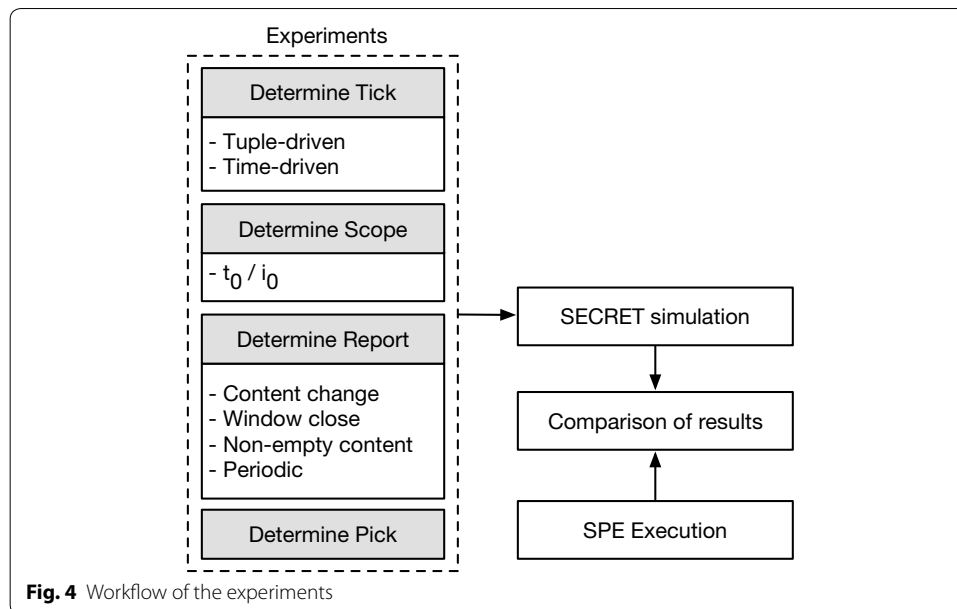 Experiments
Determine Tick
- Tuple-driven
- Time-driven
Determine Scope
- t0 / i0
Determine Report
- Content change
- Window close
- Non-empty content
- Periodic
Determine Pick
SECRET simulation
Comparison of results
SPE Execution
Fig. 4 Workflow of the experiments